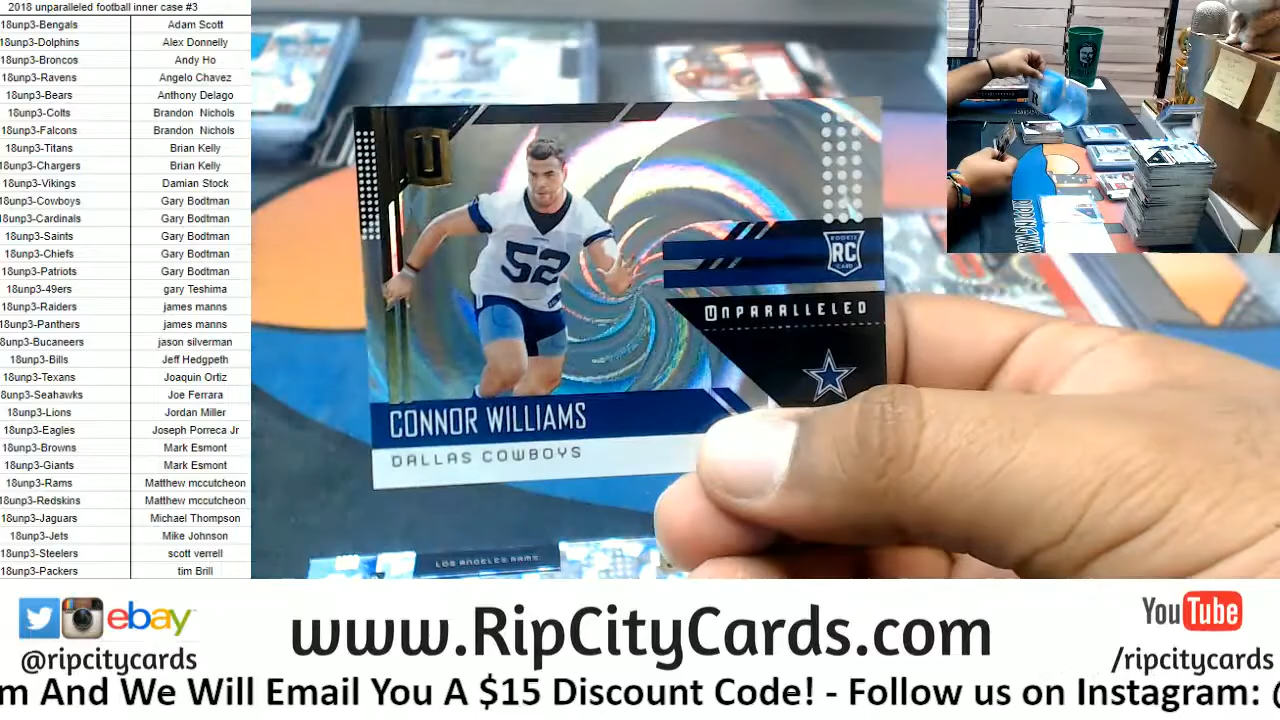 2018 unparalleled football inner case #3
18unp3-Bengals Adam Scott
18unp3-Dolphins Alex Donnelly
18unp3-Broncos Andy Ho
18unp3-Ravens Angelo Chavez
18unp3-Bears Anthony Delago
18unp3-Colts Brandon Nichols
18unp3-Falcons Brandon Nichols
18unp3-Titans Brian Kelly
18unp3-Chargers Brian Kelly
18unp3-Vikings Damian Stock
18unp3-Cowboys Gary Bodtman
18unp3-Cardinals Gary Bodtman
18unp3-Saints Gary Bodtman
18unp3-Chiefs Gary Bodtman
18unp3-Patriots Gary Bodtman
18unp3-49ers gary Teshima
18unp3-Raiders james manns
18unp3-Panthers james manns
18unp3-Bucaneers jason silverman
18unp3-Bills Jeff Hedgpeth
18unp3-Texans Joaquin Ortiz
8unp3-Seahawks Joe Ferrara
18unp3-Lions Jordan Miller
18unp3-Eagles Joseph Porreca Jr
18unp3-Browns Mark Esmont
18unp3-Giants Mark Esmont
18unp3-Rams Matthew mccutcheon
18unp3-Redskins Matthew mccutcheon
18unp3-Jaguars Michael Thompson
18unp3-Jets Mike Johnson
18unp3-Steelers scott verrell
18unp3-Packers tim Brill
U
52
ROOKIE
RC
CARD
UNPARALLELED
CONNOR WILLIAMS
DALLAS COWBOYS
LOS ANGELES RAMS
ebay
@ripcitycards
www.RipCityCards.com
YouTube
/ripcitycards
m And We Will Email You A $15 Discount Code! - Follow us on Instagram: @